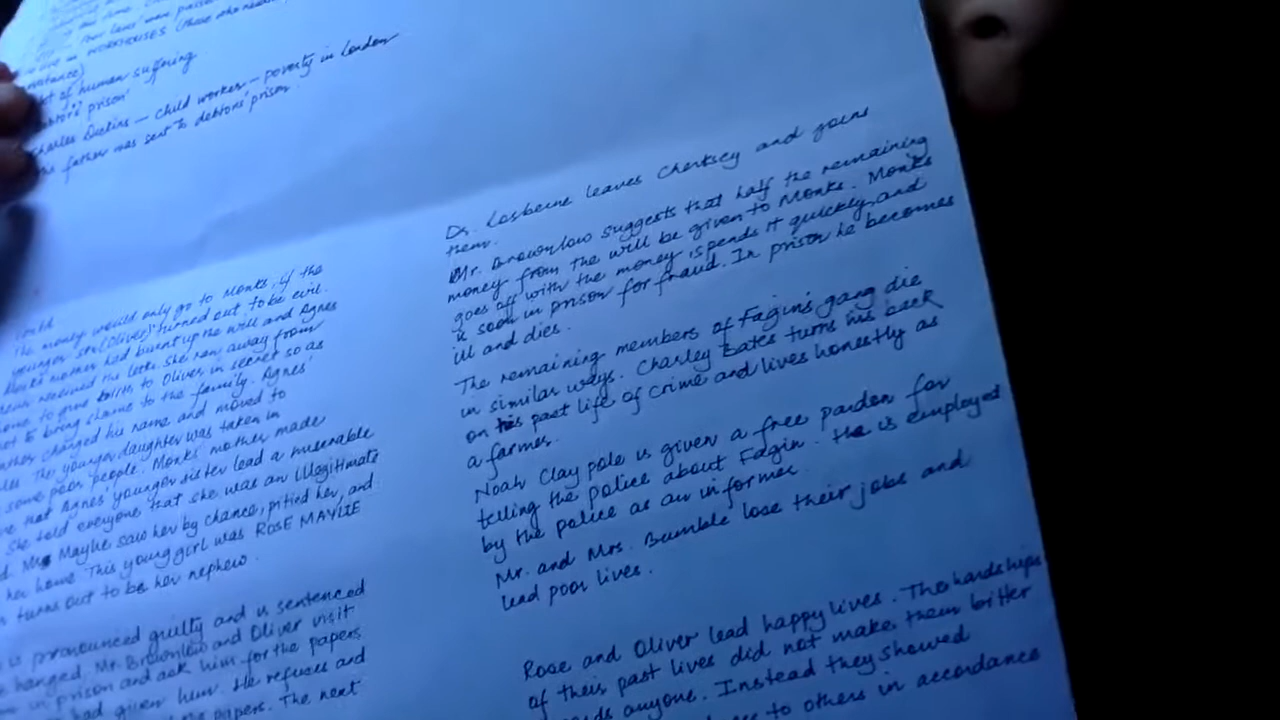 their laws were passed
WORKHOUSES (those who
of human suffering
prison'
Charles Dickins — child worker — poverty in London
father was sent to debtors' prison
The money would only go to Monks if the
younger son (Oliver) turned out to be evil.
mother had burnt up the will and Agnes
received the letter. She ran away from
home to give birth to Oliver in secret so as
not to bring shame to the family. Agnes'
father changed his name and moved to
The younger daughter was taken in
some poor people. Monks' mother made
that Agnes' younger sister lead a miserable
She told everyone that she was an illegitimate
Mrs Maylie saw her by chance, pitied her, and
her home. This young girl was ROSE MAYLIE
turns out to be her nephew.
is pronounced guilty and is sentenced
hanged. Mr. Brownlow and Oliver visit
in prison and ask him for the papers
had given him. He refuses and
papers. The next
Dr. Losberne leaves Chertsey and joins
them.
Mr. Brownlow suggests that half the remaining
money from the will be given to Monks. Monks
goes off with the money, spends it quickly and
is soon in prison for fraud. In prison he becomes
ill and dies.
The remaining members of Fagin's gang die
in similar ways. Charley Bates turns his back
on his past life of crime and lives honestly as
a farmer.
Noah Claypole is given a free pardon for
telling the police about Fagin. He is employed
by the police as an informer.
Mr. and Mrs. Bumble lose their jobs and
lead poor lives.
Rose and Oliver lead happy lives. The hardships
of their past lives did not make them bitter
anyone. Instead they showed
to others in accordance